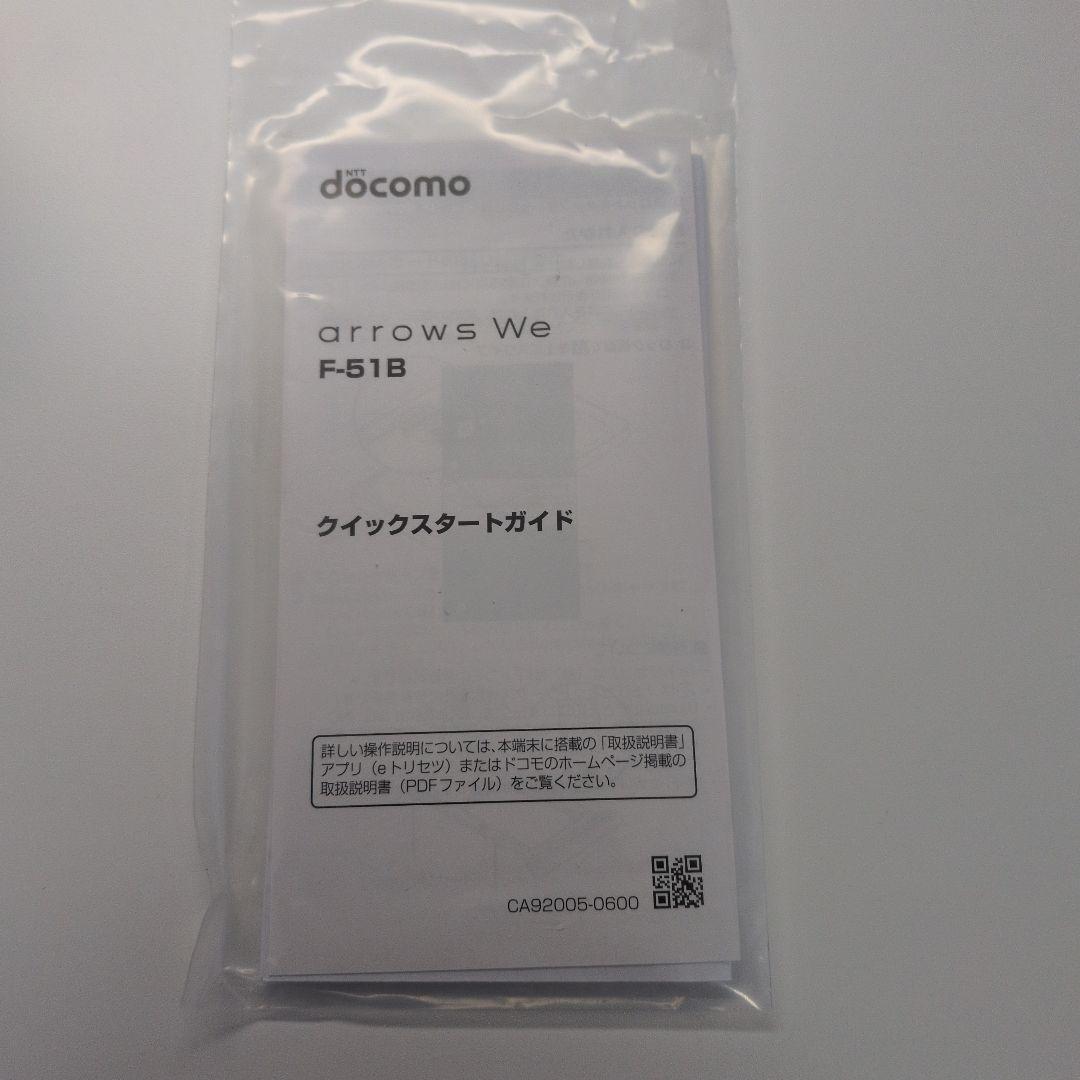 NTT
docomo
arrows We
F-51B
クイックスタートガイド
詳しい操作説明については、本端末に搭載の「取扱説明書」
アプリ（eトリセツ）またはドコモのホームページ掲載の
取扱説明書（PDFファイル）をご覧ください。
CA92005-0600